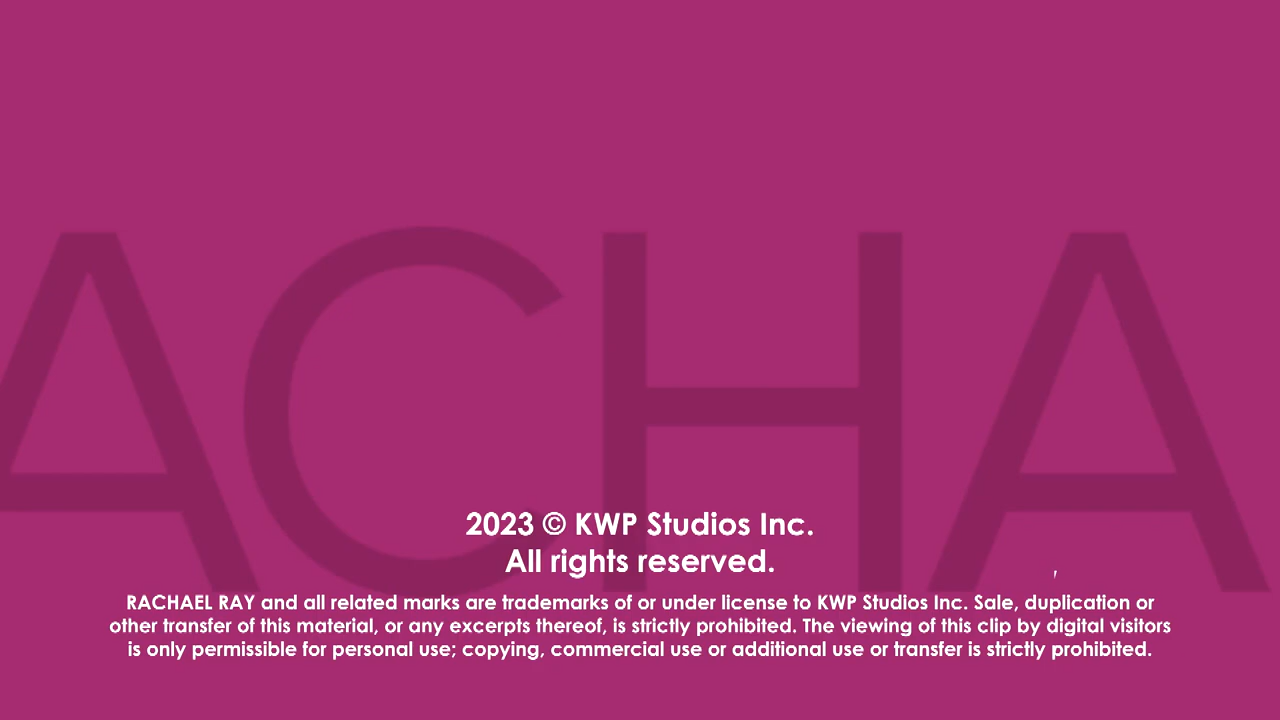 ACHA
2023 © KWP Studios Inc.
All rights reserved.
RACHAEL RAY and all related marks are trademarks of or under license to KWP Studios Inc. Sale, duplication or
other transfer of this material, or any excerpts thereof, is strictly prohibited. The viewing of this clip by digital visitors
is only permissible for personal use; copying, commercial use or additional use or transfer is strictly prohibited.